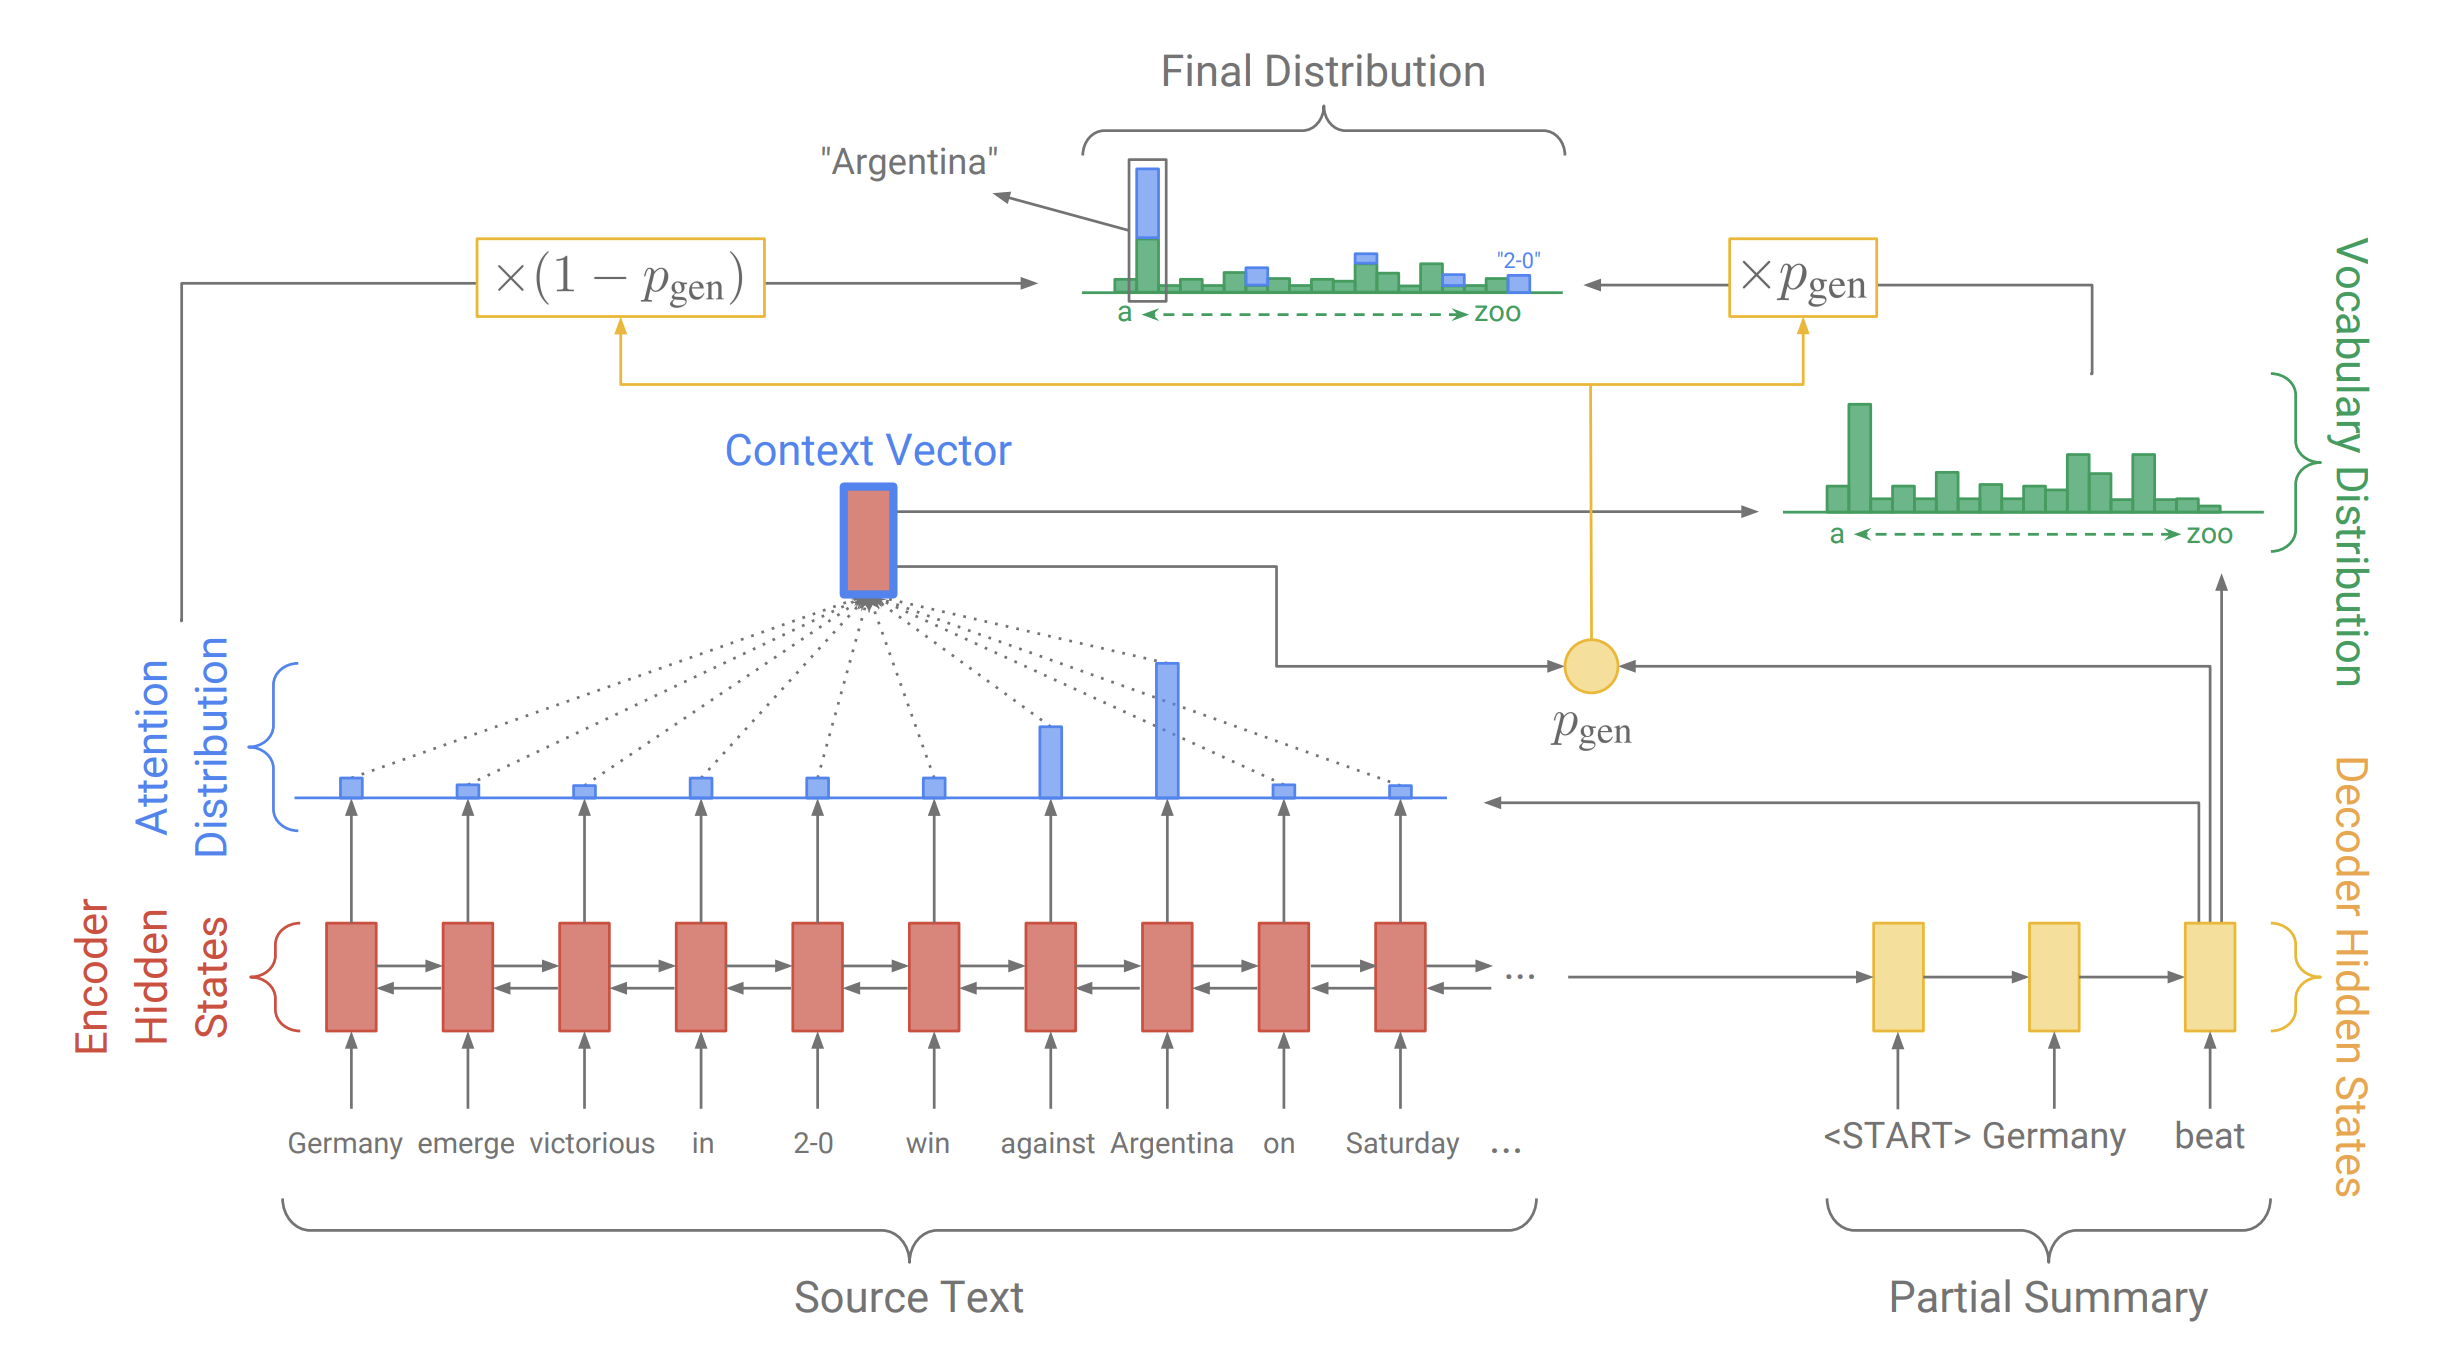 Final Distribution
"Argentina"
×(1 − pgen)
"2-0"
×pgen
a
zoo
Context Vector
Vocabulary Distribution
a
zoo
Attention
Distribution
pgen
Encoder
Hidden
States
...
Decoder Hidden States
Germany emerge victorious in 2-0 win against Argentina on Saturday ...
<START> Germany beat
Source Text
Partial Summary